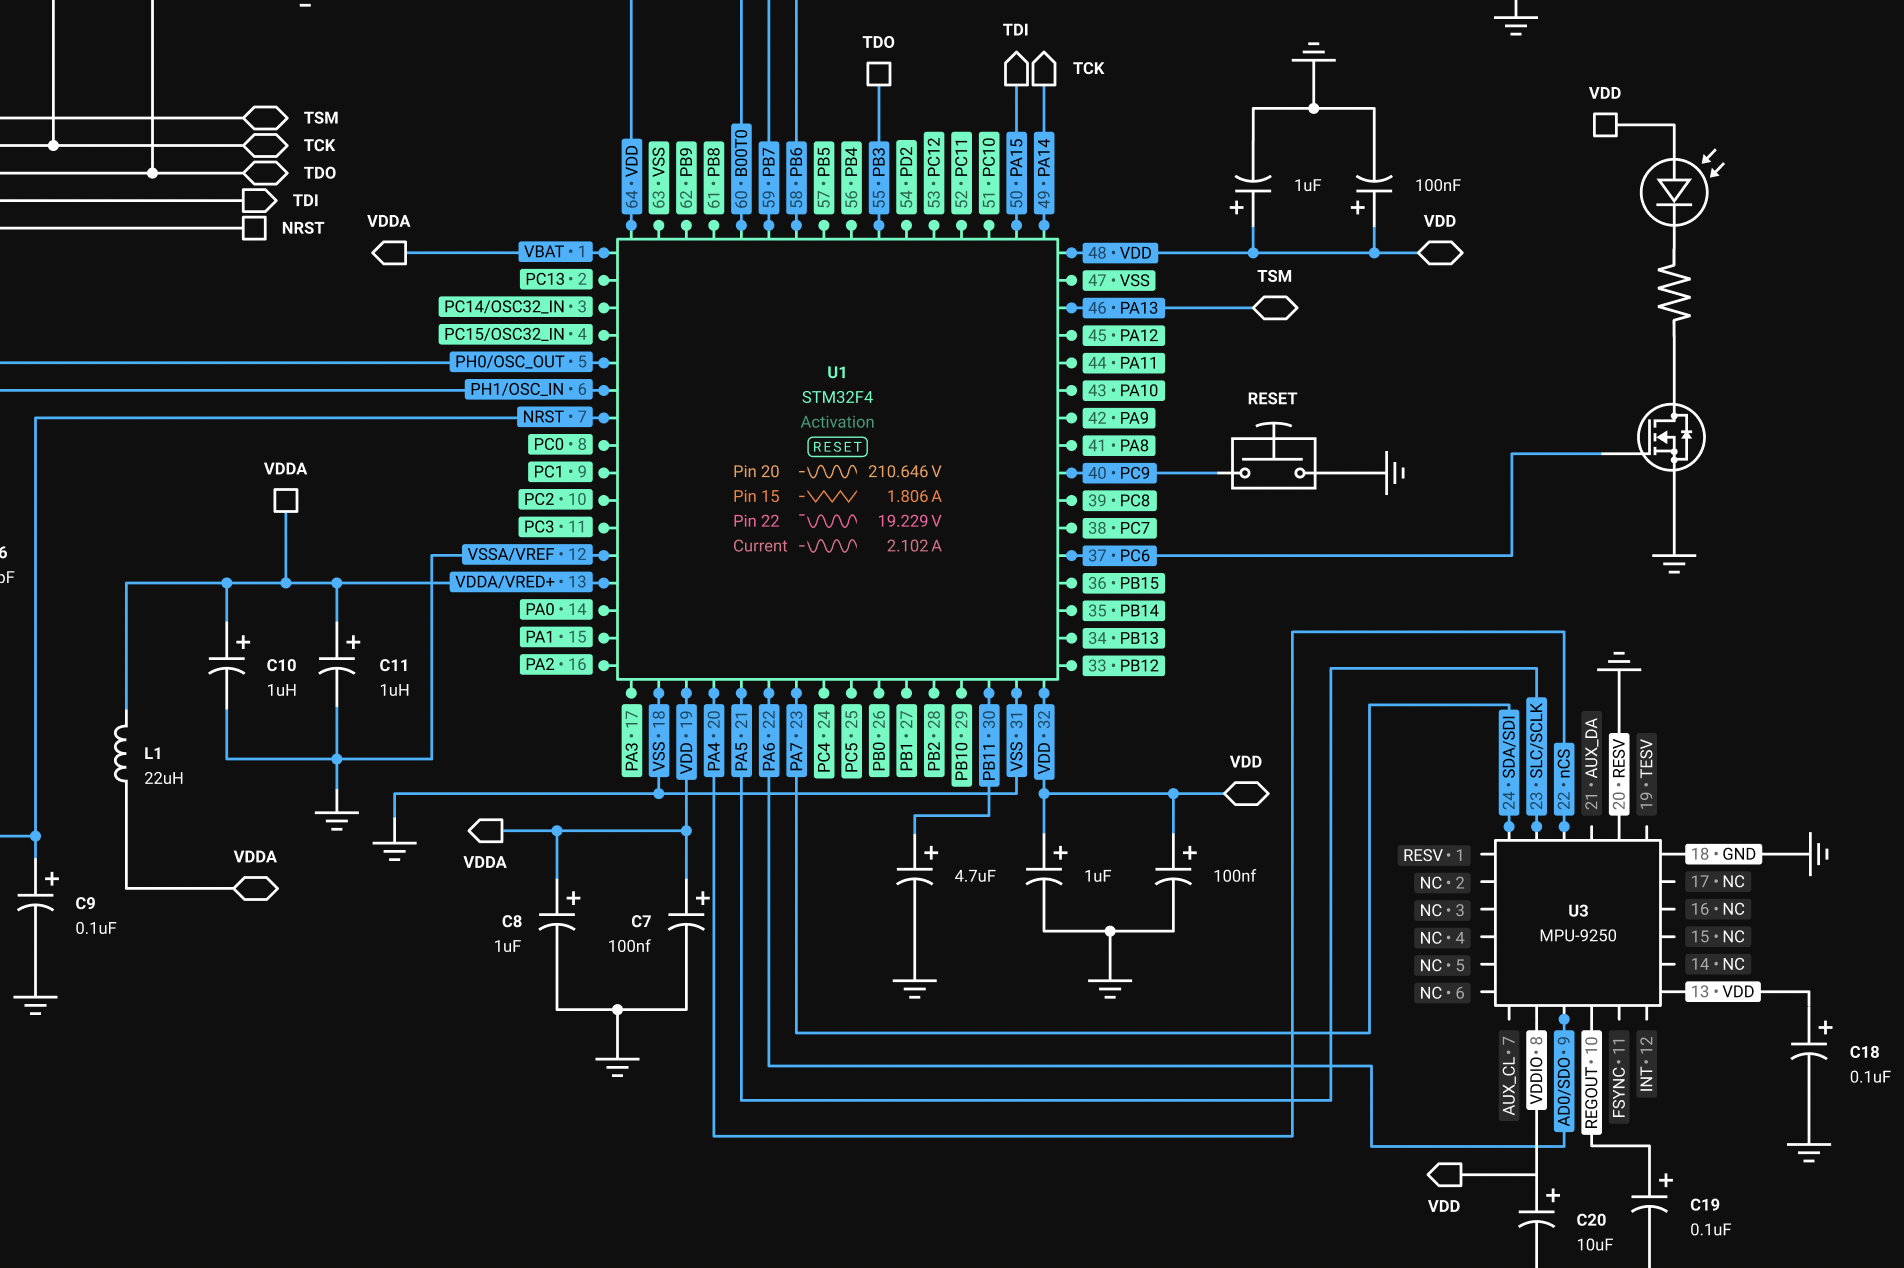 TDI
TDO
TCK
VDD
TSM
TCK
TDO
TDI
NRST
64 • VDD
63 • VSS
62 • PB9
61 • PB8
60 • B00T0
59 • PB7
58 • PB6
57 • PB5
56 • PB4
55 • PB3
54 • PD2
53 • PC12
52 • PC11
51 • PC10
50 • PA15
49 • PA14
1uF
100nF
VDD
VDDA
VBAT • 1
PC13 • 2
PC14/OSC32_IN • 3
PC15/OSC32_IN • 4
PH0/OSC_OUT • 5
PH1/OSC_IN • 6
NRST • 7
PC0 • 8
PC1 • 9
PC2 • 10
PC3 • 11
VSSA/VREF • 12
VDDA/VRED+ • 13
PA0 • 14
PA1 • 15
PA2 • 16
U1
STM32F4
Activation
RESET
Pin 20 210.646 V
Pin 15 1.806 A
Pin 22 19.229 V
Current 2.102 A
48 • VDD
47 • VSS
46 • PA13
45 • PA12
44 • PA11
43 • PA10
42 • PA9
41 • PA8
40 • PC9
39 • PC8
38 • PC7
37 • PC6
36 • PB15
35 • PB14
34 • PB13
33 • PB12
TSM
RESET
VDDA
6
pF
C10
1uH
C11
1uH
L1
22uH
VDDA
C9
0.1uF
PA3 • 17
VSS • 18
VDD • 19
PA4 • 20
PA5 • 21
PA6 • 22
PA7 • 23
PC4 • 24
PC5 • 25
PB0 • 26
PB1 • 27
PB2 • 28
PB10 • 29
PB11 • 30
VSS • 31
VDD • 32
VDD
VDDA
C8
1uF
C7
100nf
4.7uF
1uF
100nf
24 • SDA/SDI
23 • SLC/SCLK
22 • nCS
21 • AUX_DA
20 • RESV
19 • TESV
RESV • 1
NC • 2
NC • 3
NC • 4
NC • 5
NC • 6
U3
MPU-9250
18 • GND
17 • NC
16 • NC
15 • NC
14 • NC
13 • VDD
AUX_CL • 7
VDDIO • 8
AD0/SDO • 9
REGOUT • 10
FSYNC • 11
INT • 12
C18
0.1uF
VDD
C20
10uF
C19
0.1uF